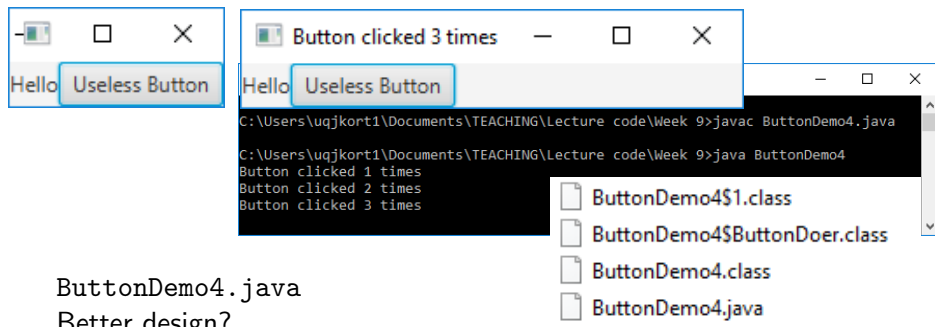 Button clicked 3 times
Hello Useless Button
Hello Useless Button
C:\Users\uqjkort1\Documents\TEACHING\Lecture code\Week 9>javac ButtonDemo4.java
C:\Users\uqjkort1\Documents\TEACHING\Lecture code\Week 9>java ButtonDemo4
Button clicked 1 times
Button clicked 2 times
Button clicked 3 times
ButtonDemo4$1.class
ButtonDemo4$ButtonDoer.class
ButtonDemo4.class
ButtonDemo4.java
ButtonDemo4.java
Better design?